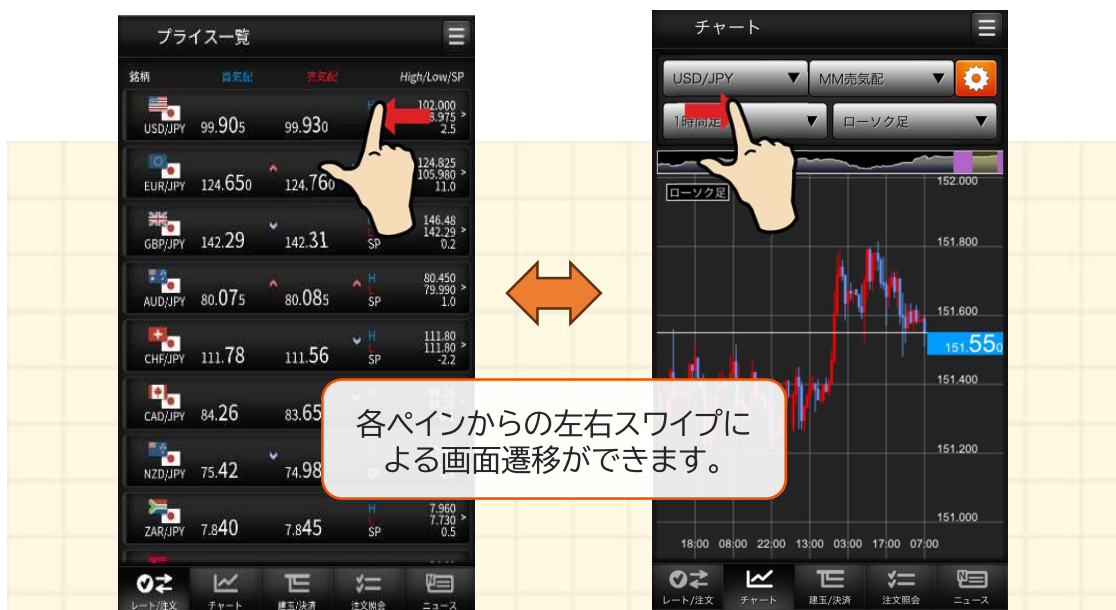 プライス一覧
銘柄 買気配 売気配 High/Low/SP
USD/JPY 99.905 99.930 H 102.000
2.5
EUR/JPY 124.650 124.760 124.825
105.980
11.0
GBP/JPY 142.29 142.31 146.48
L 142.29
SP 0.2
AUD/JPY 80.075 80.085 H 80.450
L 79.990
SP 1.0
CHF/JPY 111.78 111.56 H 111.80
L 111.80
SP -2.2
CAD/JPY 84.26 83.65
NZD/JPY 75.42 74.98
ZAR/JPY 7.840 7.845 H 7.960
L 7.730
SP 0.5
レート/注文 チャート 建玉/決済 注文照会 ニュース
チャート
USD/JPY MM売気配
1時間足 ローソク足
ローソク足
152.000
151.800
151.600
151.550
151.400
151.200
151.000
18:00 08:00 22:00 13:00 03:00 17:00 07:00
レート/注文 チャート 建玉/決済 注文照会 ニュース
各ペインからの左右スワイプに
よる画面遷移ができます。